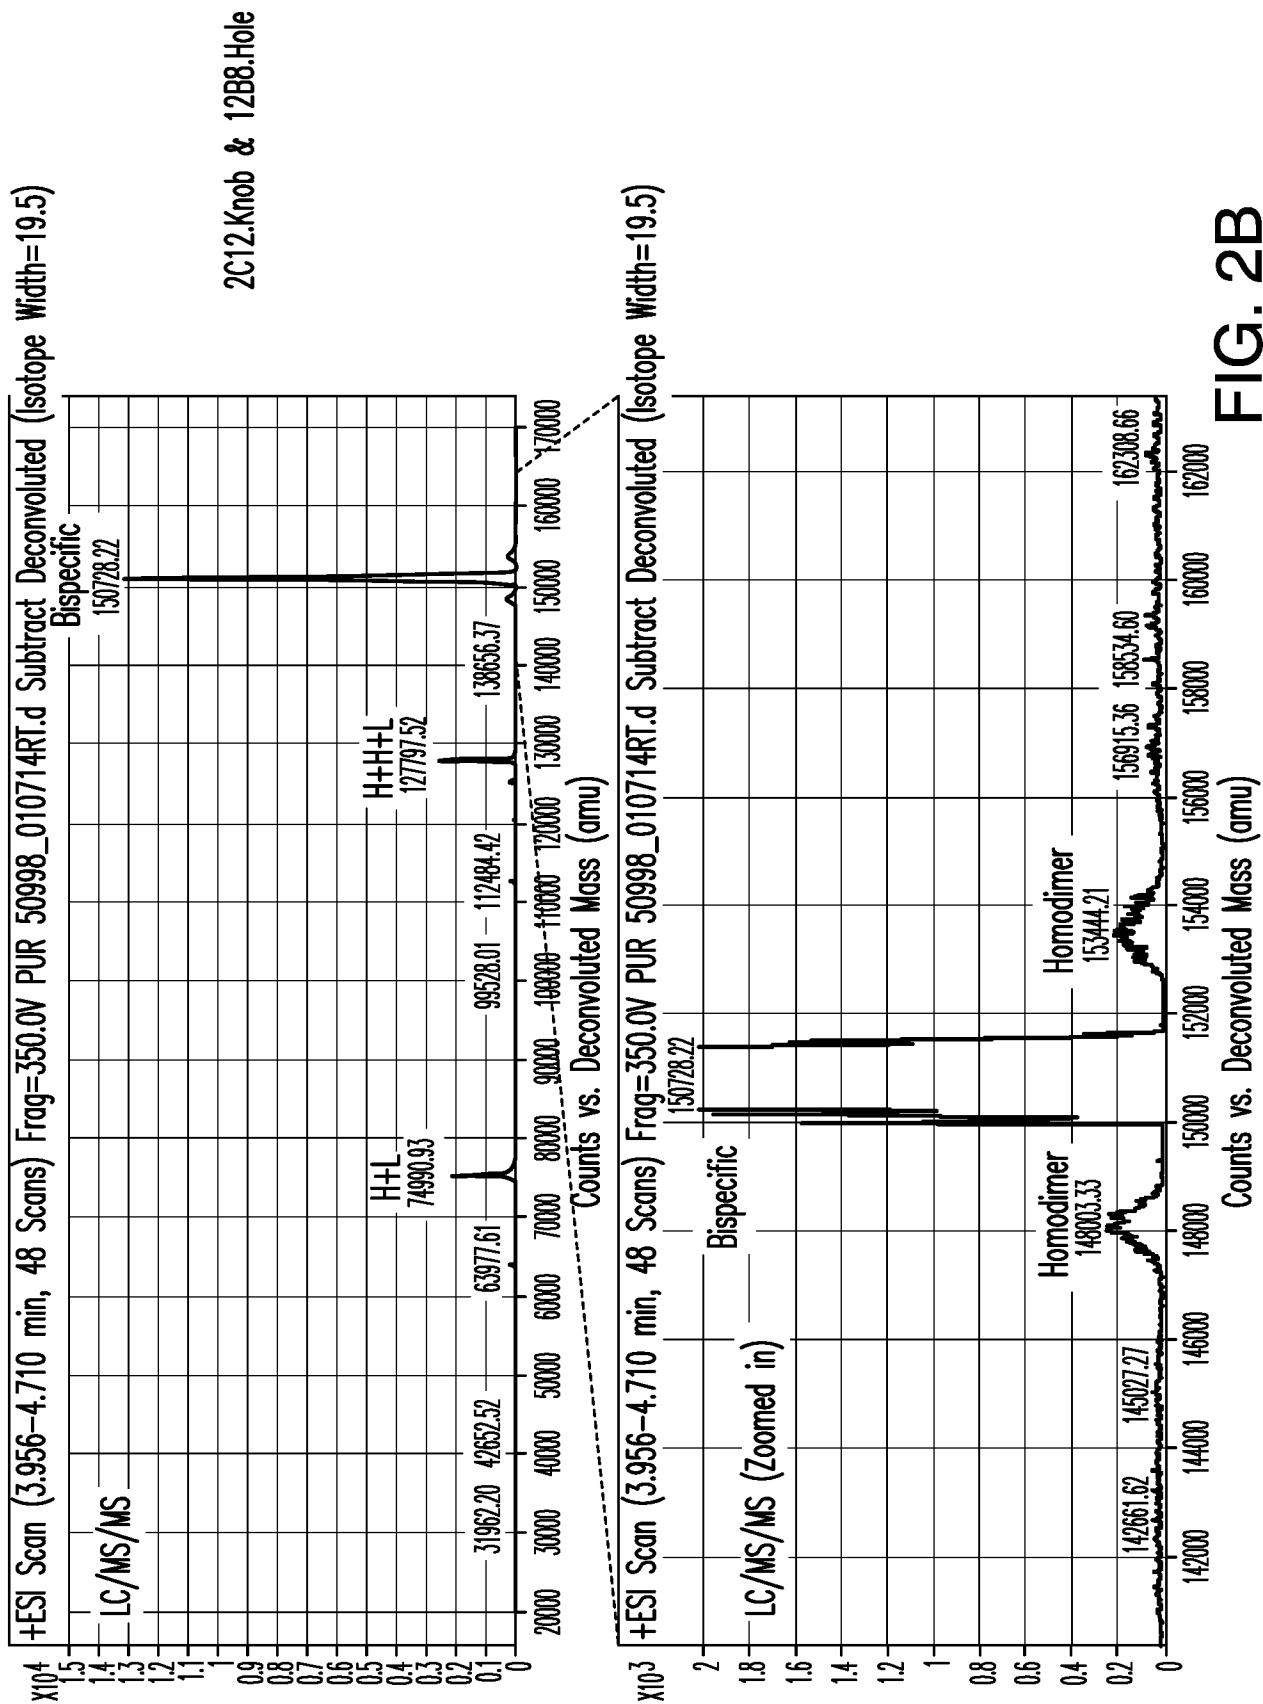 2C12.Knob & 12B8.Hole
+ESI Scan (3.956-4.710 min, 48 Scans) Frag=350.0V PUR 50998_010714RT.d Subtract Deconvoluted (Isotope Width=19.5)
X10 4
1.5
1.4
1.3
1.2
1.1
1
0.9
0.8
0.7
0.6
0.5
0.4
0.3
0.2
0.1
0
LC/MS/MS
Bispecific
150728.22
H+H+L
127797.52
H+L
74990.93
31962.20 42652.52 63977.61 99528.01 112484.42 138656.37
20000 30000 40000 50000 60000 70000 80000 90000 100000 110000 120000 130000 140000 150000 160000 170000
Counts vs. Deconvoluted Mass (amu)
+ESI Scan (3.956-4.710 min, 48 Scans) Frag=350.0V PUR 50998_010714RT.d Subtract Deconvoluted (Isotope Width=19.5)
X10 3
2
1.8
1.6
1.4
1.2
1
0.8
0.6
0.4
0.2
0
LC/MS/MS (Zoomed in)
Bispecific
150728.22
Homodimer
148003.33
Homodimer
153444.21
142661.62 145027.27 156915.36 158534.60 162308.66
142000 144000 146000 148000 150000 152000 154000 156000 158000 160000 162000
Counts vs. Deconvoluted Mass (amu)
FIG. 2B